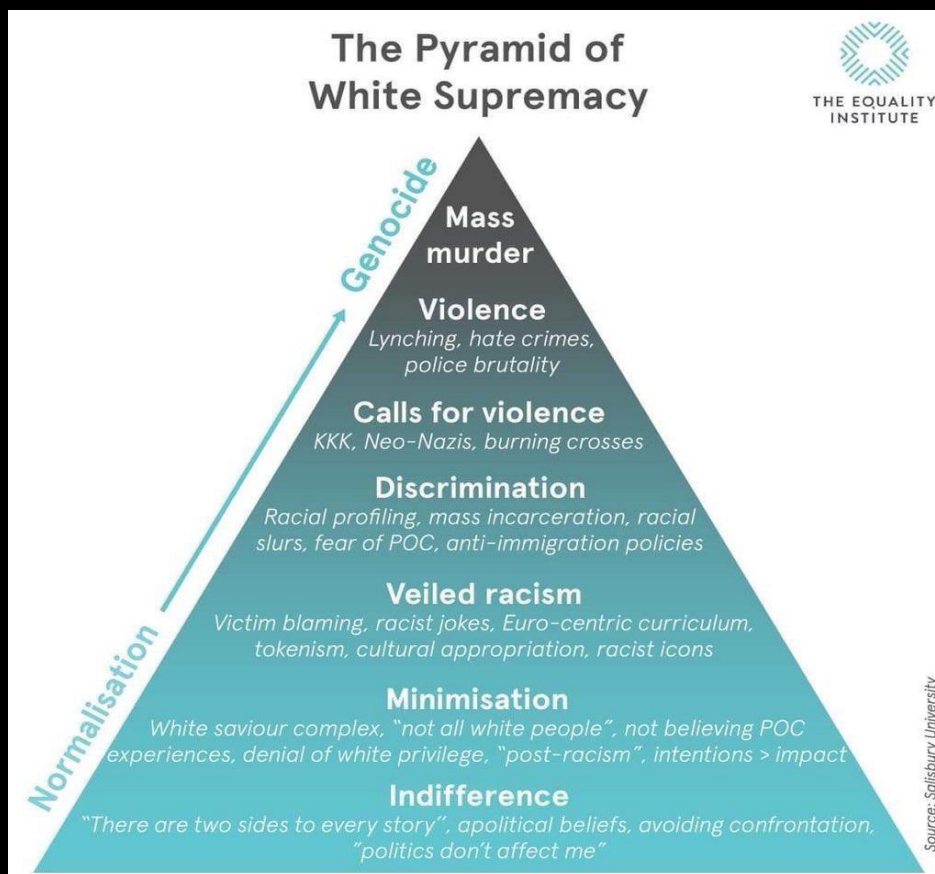 The Pyramid of
White Supremacy
THE EQUALITY
INSTITUTE
Genocide
Normalisation
Mass
murder
Violence
Lynching, hate crimes,
police brutality
Calls for violence
KKK, Neo-Nazis, burning crosses
Discrimination
Racial profiling, mass incarceration, racial
slurs, fear of POC, anti-immigration policies
Veiled racism
Victim blaming, racist jokes, Euro-centric curriculum,
tokenism, cultural appropriation, racist icons
Minimisation
White saviour complex, "not all white people", not believing POC
experiences, denial of white privilege, "post-racism", intentions > impact
Indifference
"There are two sides to every story", apolitical beliefs, avoiding confrontation,
"politics don't affect me"
Source: Salisbury University